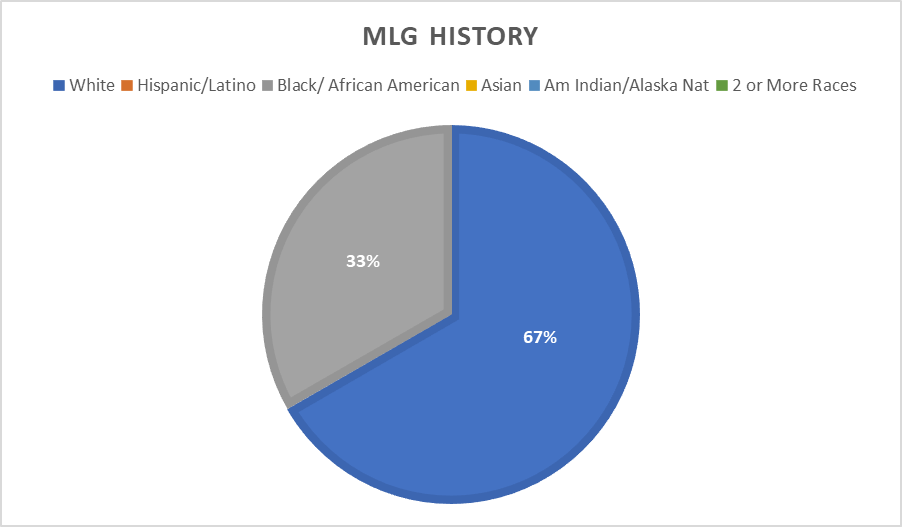 MLG HISTORY
White Hispanic/Latino Black/ African American Asian Am Indian/Alaska Nat 2 or More Races
33%
67%